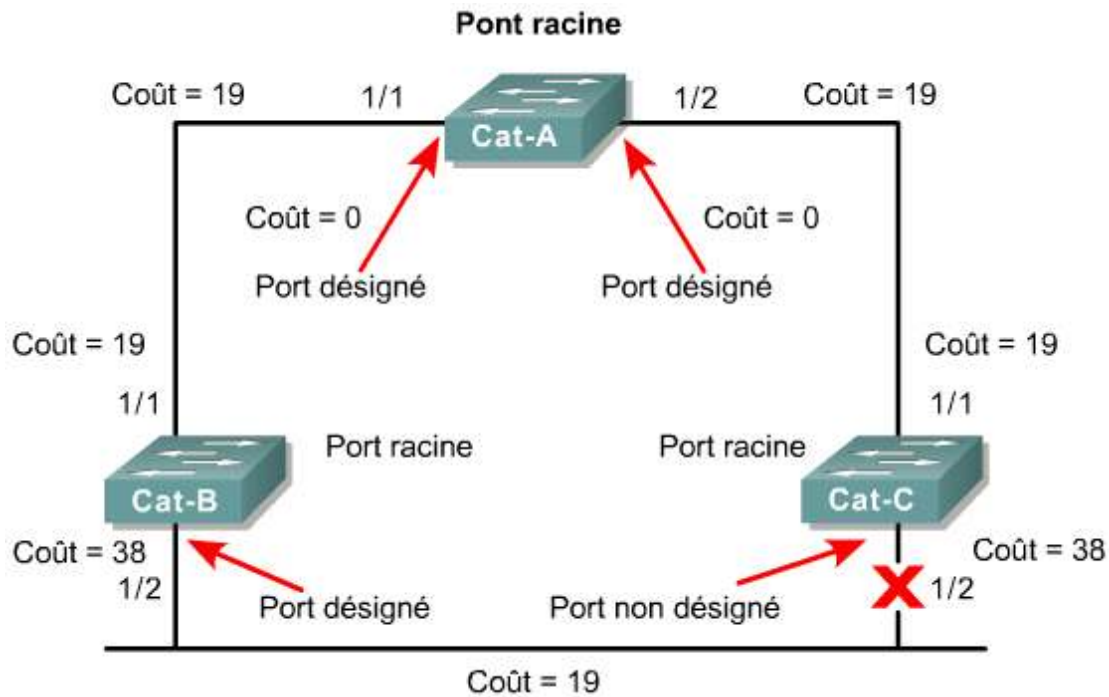 Pont racine
Coût = 19
1/1
1/2
Coût = 19
Cat-A
Coût = 0
Coût = 0
Port désigné
Port désigné
Coût = 19
Coût = 19
1/1
1/1
Port racine
Port racine
Cat-B
Cat-C
Coût = 38
Coût = 38
1/2
1/2
Port désigné
Port non désigné
Coût = 19